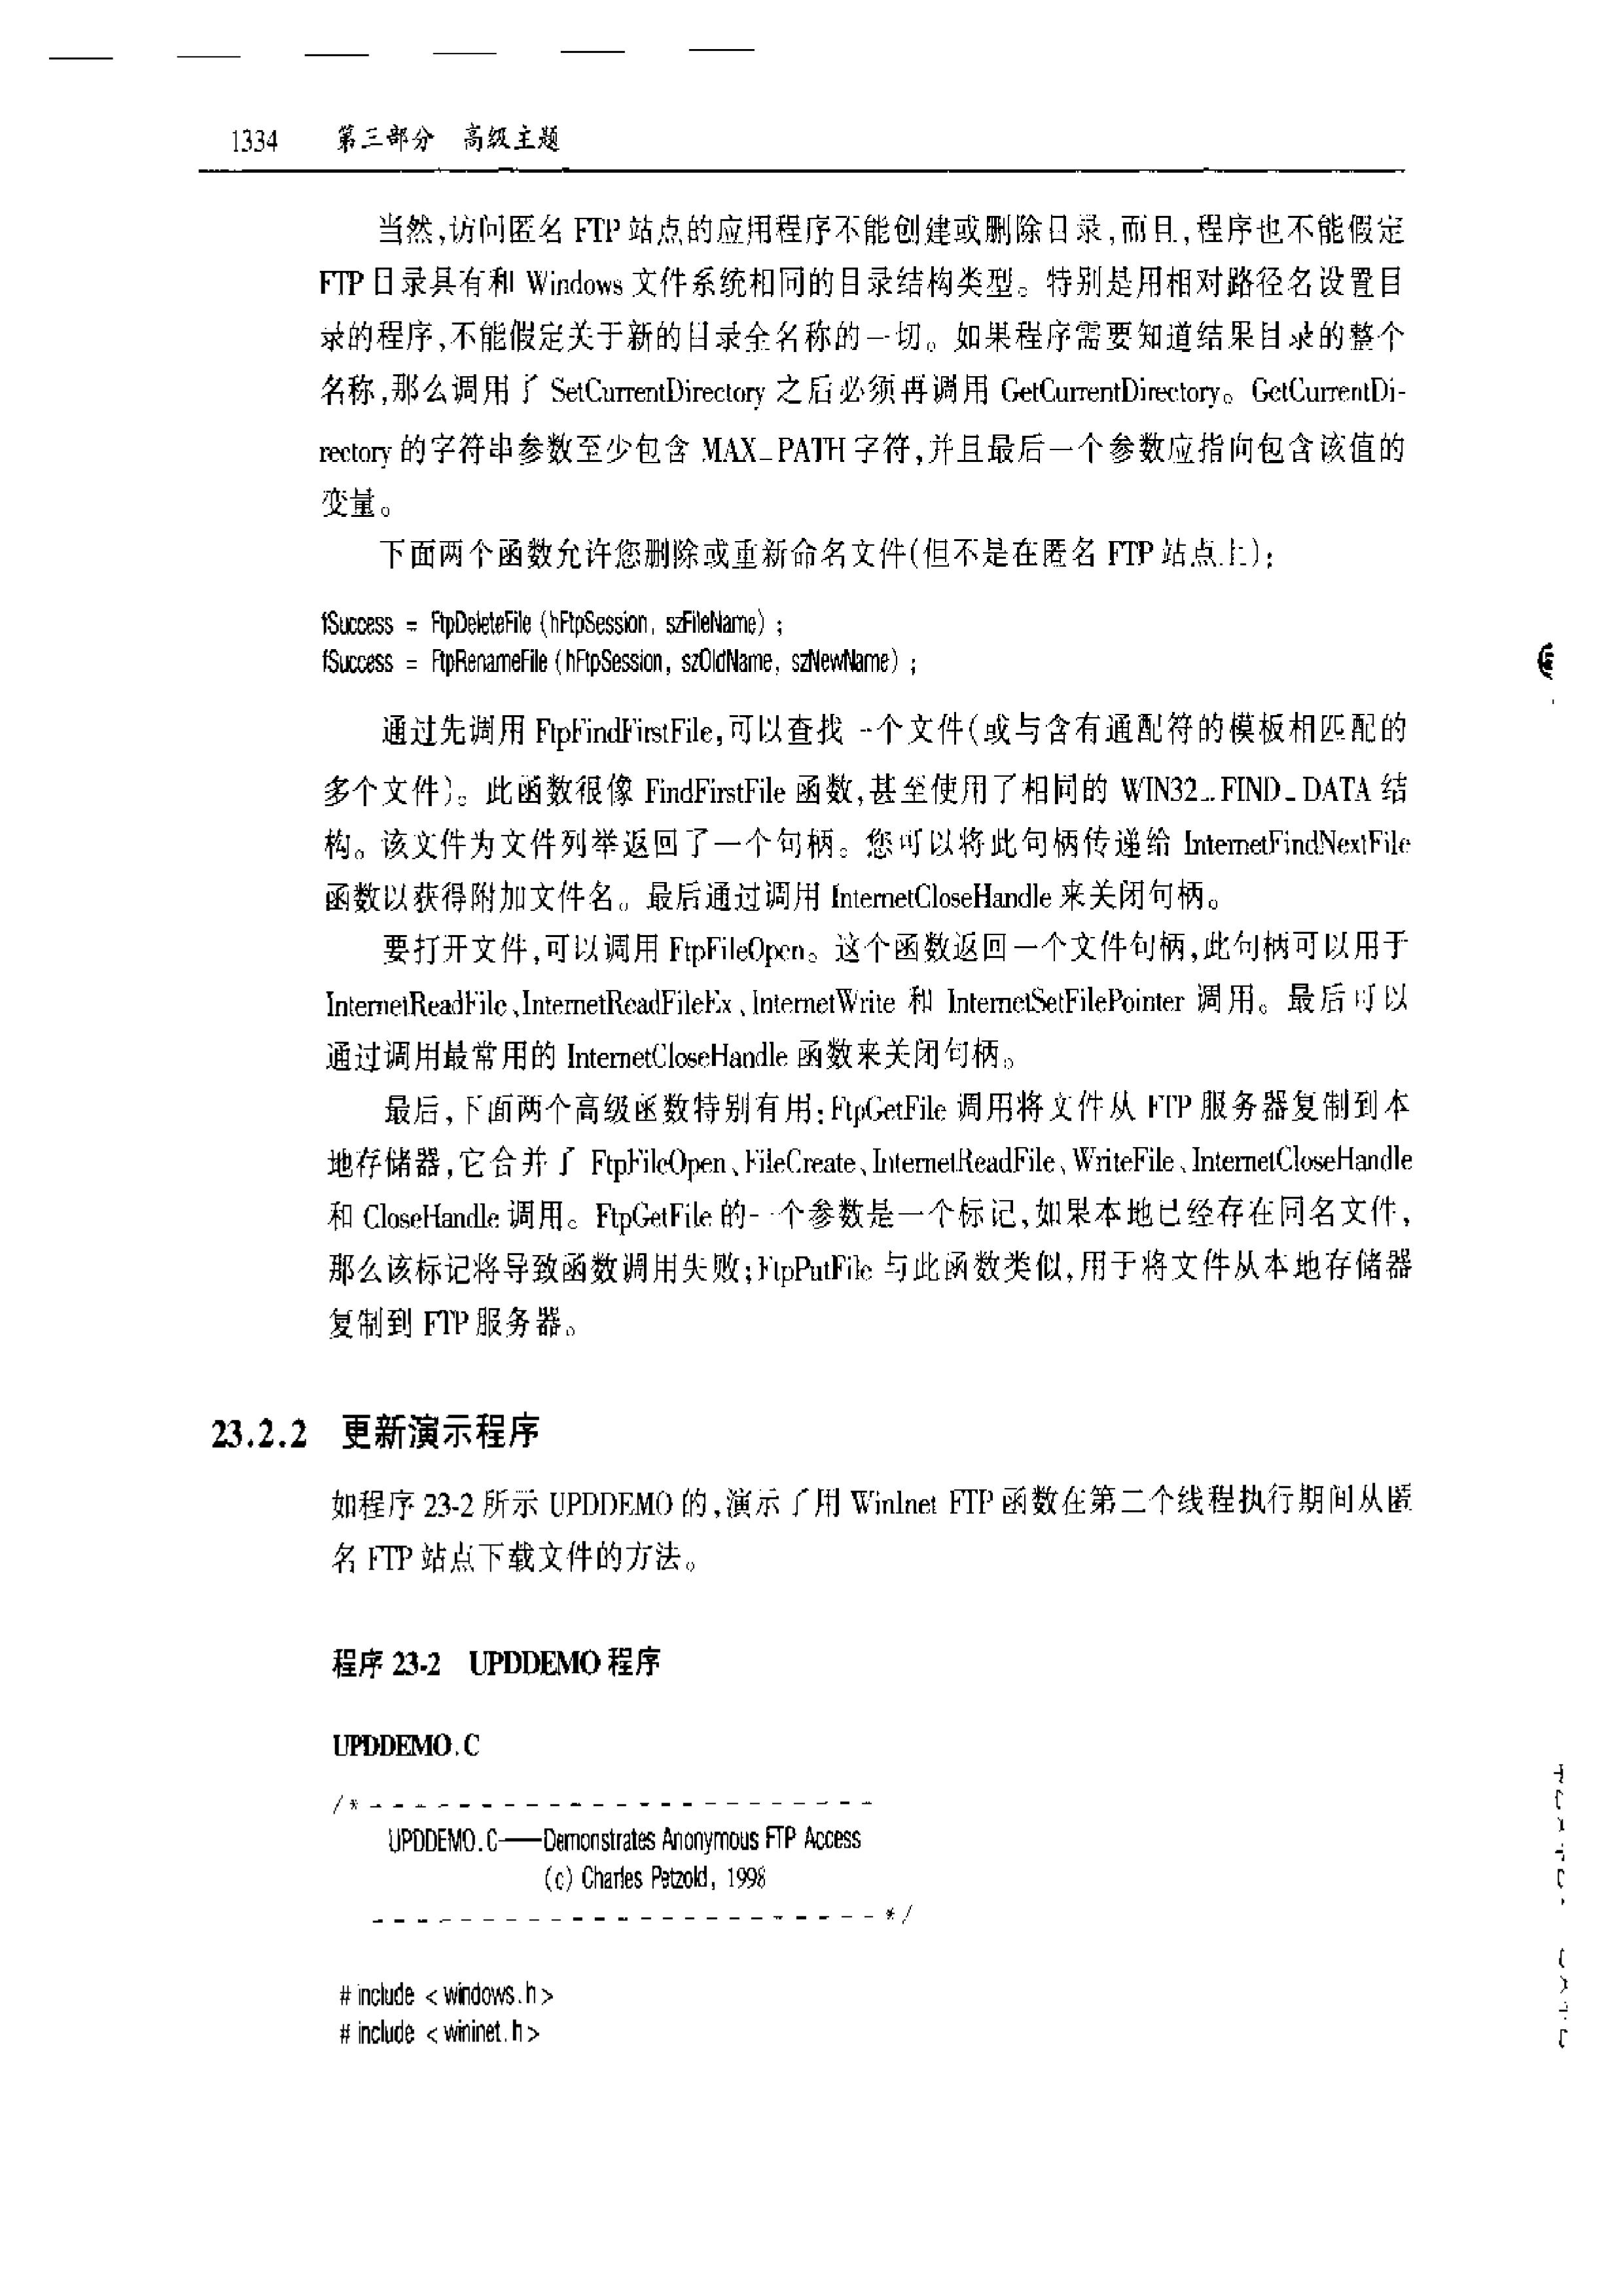 1334 第三部分 高级主题
当然,访问匿名 FTP 站点的应用程序不能创建或删除目录,而且,程序也不能假定
FTP 目录具有和 Windows 文件系统相同的目录结构类型。特别是用相对路径名设置目
录的程序,不能假定关于新的目录全名称的一切。如果程序需要知道结果目录的整个
名称,那么调用了 SetCurrentDirectory 之后必须再调用 GetCurrentDirectory。GetCurrentDi-
rectory 的字符串参数至少包含 MAX_PATH 字符,并且最后一个参数应指向包含该值的
变量。
下面两个函数允许您删除或重新命名文件(但不是在匿名 FTP 站点上):
fSuccess = FtpDeleteFile (hFtpSession, szFileName) ;
fSuccess = FtpRenameFile (hFtpSession, szOldName, szNewName) ;
通过先调用 FtpFindFirstFile,可以查找一个文件(或与含有通配符的模板相匹配的
多个文件)。此函数很像 FindFirstFile 函数,甚至使用了相同的 WIN32_FIND_DATA 结
构。该文件为文件列举返回了一个句柄。您可以将此句柄传递给 InternetFindNextFile
函数以获得附加文件名。最后通过调用 InternetCloseHandle 来关闭句柄。
要打开文件,可以调用 FtpFileOpen。这个函数返回一个文件句柄,此句柄可以用于
InternetReadFile、InternetReadFileEx、InternetWrite 和 InternetSetFilePointer 调用。最后可以
通过调用最常用的 InternetCloseHandle 函数来关闭句柄。
最后,下面两个高级函数特别有用:FtpGetFile 调用将文件从 FTP 服务器复制到本
地存储器,它合并了 FtpFileOpen、FileCreate、InternetReadFile、WriteFile、InternetCloseHandle
和 CloseHandle 调用。FtpGetFile 的一个参数是一个标记,如果本地已经存在同名文件,
那么该标记将导致函数调用失败;FtpPutFile 与此函数类似,用于将文件从本地存储器
复制到 FTP 服务器。
23.2.2 更新演示程序
如程序 23-2 所示 UPDDEMO 的,演示了用 WinInet FTP 函数在第二个线程执行期间从匿
名 FTP 站点下载文件的方法。
程序 23-2 UPDDEMO 程序
UPDDEMO.C
/* - - - - - - - - - - - - - - - - - - - - - - -
UPDDEMO.C——Demonstrates Anonymous FTP Access
(c) Charles Petzold, 1998
- - - - - - - - - - - - - - - - - - - - - - - */
# include < windows.h >
# include < wininet.h >